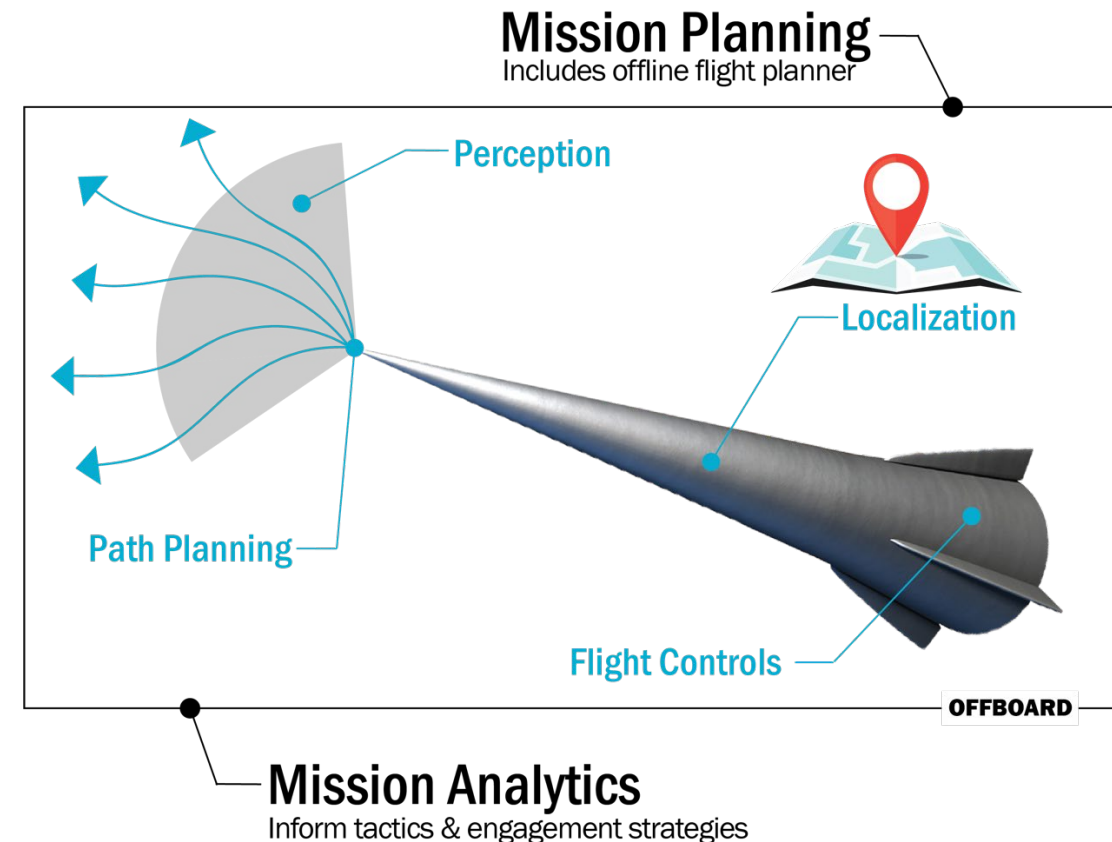 Mission Planning
Includes offline flight planner
Perception
Localization
Path Planning
Flight Controls
OFFBOARD
Mission Analytics
Inform tactics & engagement strategies